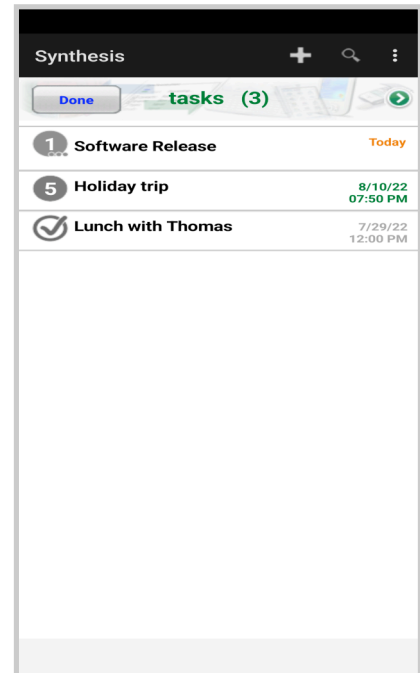 Synthesis
Done tasks (3)
1 Software Release Today
5 Holiday trip 8/10/22
07:50 PM
Lunch with Thomas 7/29/22
12:00 PM